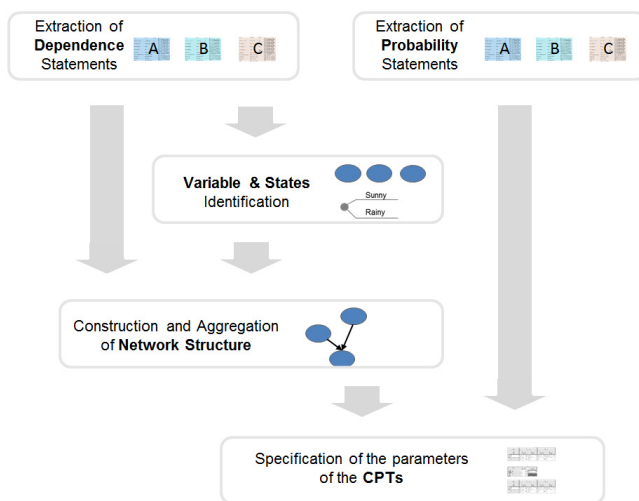 Extraction of
Dependence
Statements
A B C
Extraction of
Probability
Statements
A B C
Variable & States
Identification
Sunny
Rainy
Construction and Aggregation
of Network Structure
Specification of the parameters
of the CPTs